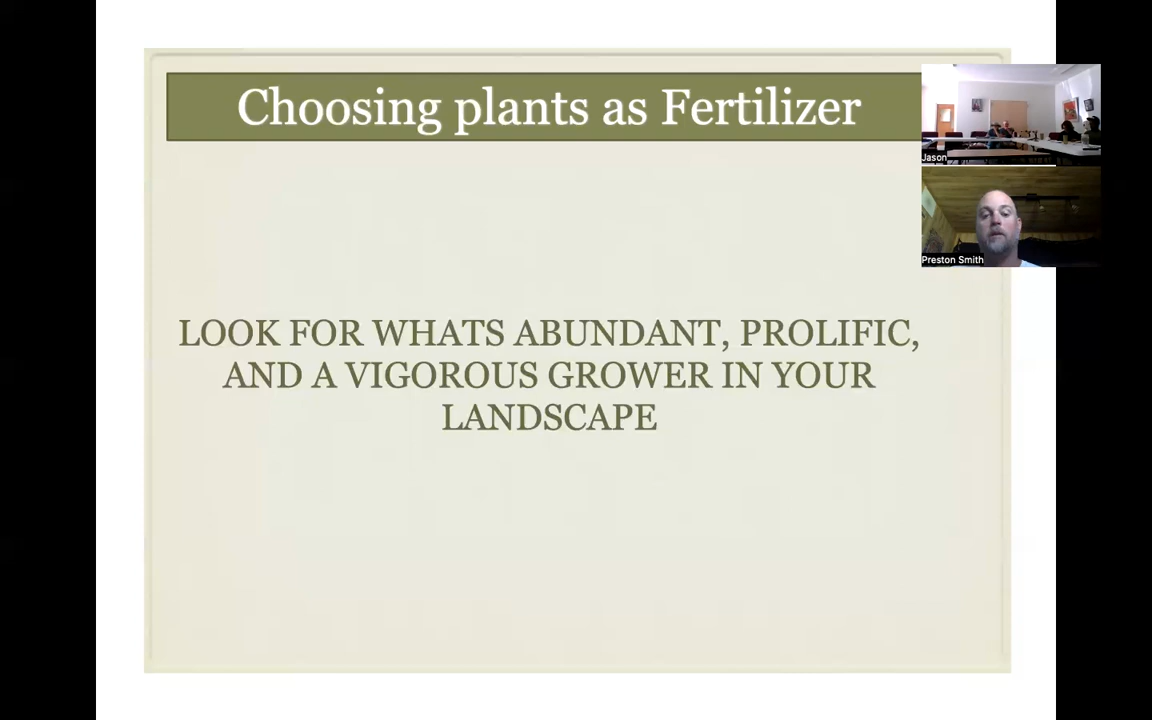 Choosing plants as Fertilizer
LOOK FOR WHATS ABUNDANT, PROLIFIC,
AND A VIGOROUS GROWER IN YOUR
LANDSCAPE
Jason
Preston Smith